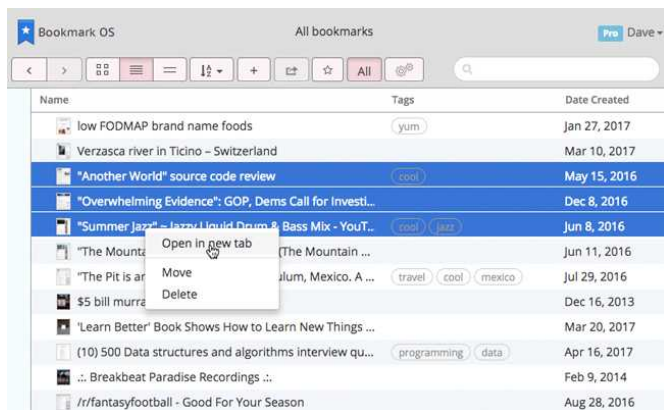 Bookmark OS All bookmarks Pro Dave
All
Name Tags Date Created
low FODMAP brand name foods yum Jan 27, 2017
Verzasca river in Ticino – Switzerland Mar 10, 2017
"Another World" source code review cool May 15, 2016
"Overwhelming Evidence": GOP, Dems Call for Investi... Dec 8, 2016
"Summer Jazz" ~ Jazzy Liquid Drum & Bass Mix - YouT... cool jazz Jun 8, 2016
Open in new tab
"The Mounta (The Mountain ... Jun 11, 2016
Move
"The Pit is ar ulum, Mexico. A ... travel cool mexico Jul 29, 2016
Delete
$5 bill murra Dec 16, 2013
'Learn Better' Book Shows How to Learn New Things ... Mar 20, 2017
(10) 500 Data structures and algorithms interview qu... programming data Apr 16, 2017
.:. Breakbeat Paradise Recordings .:. Feb 9, 2014
/r/fantasyfootball - Good For Your Season Aug 28, 2016